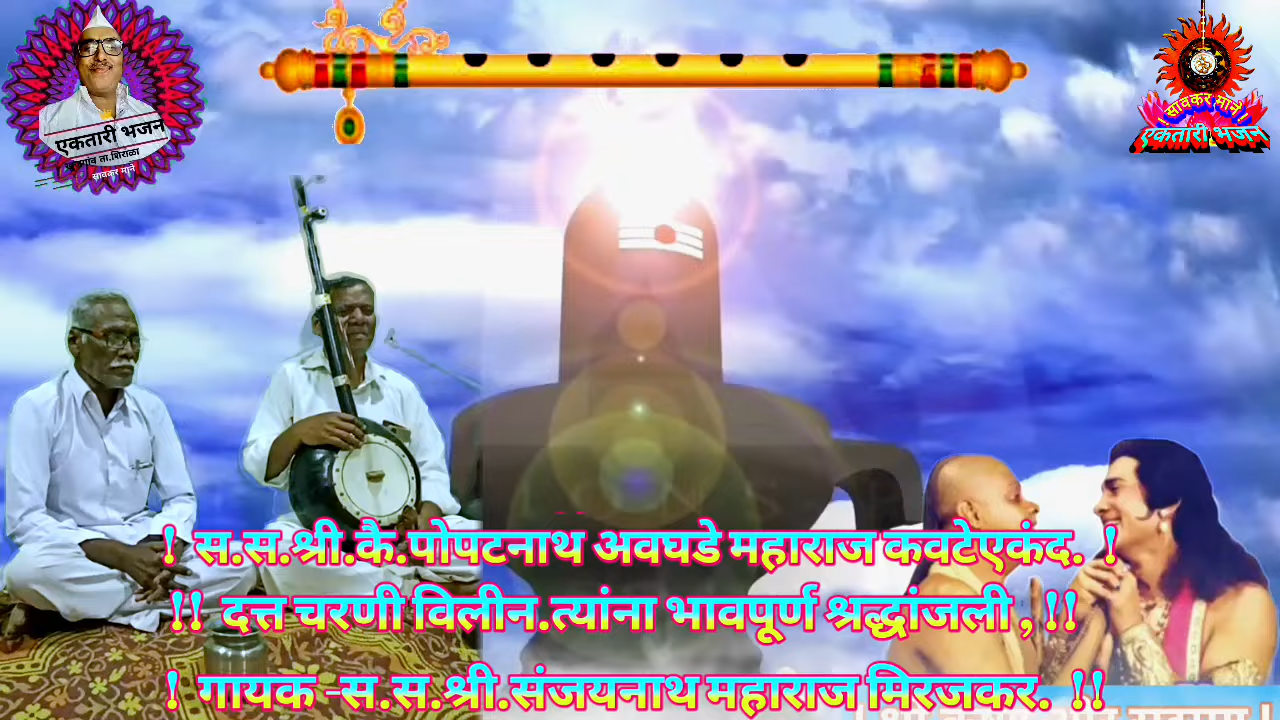 एकतारी भजन
सावकर माने
! सावकर माने !
एकतारी भजन
! स.स.श्री.कै.पोपटनाथ अवघडे महाराज कवटेएकंद. !
!! दत्त चरणी विलीन.त्यांना भावपूर्ण श्रद्धांजली , !!
! गायक -स.स.श्री.संजयनाथ महाराज मिरजकर. !!